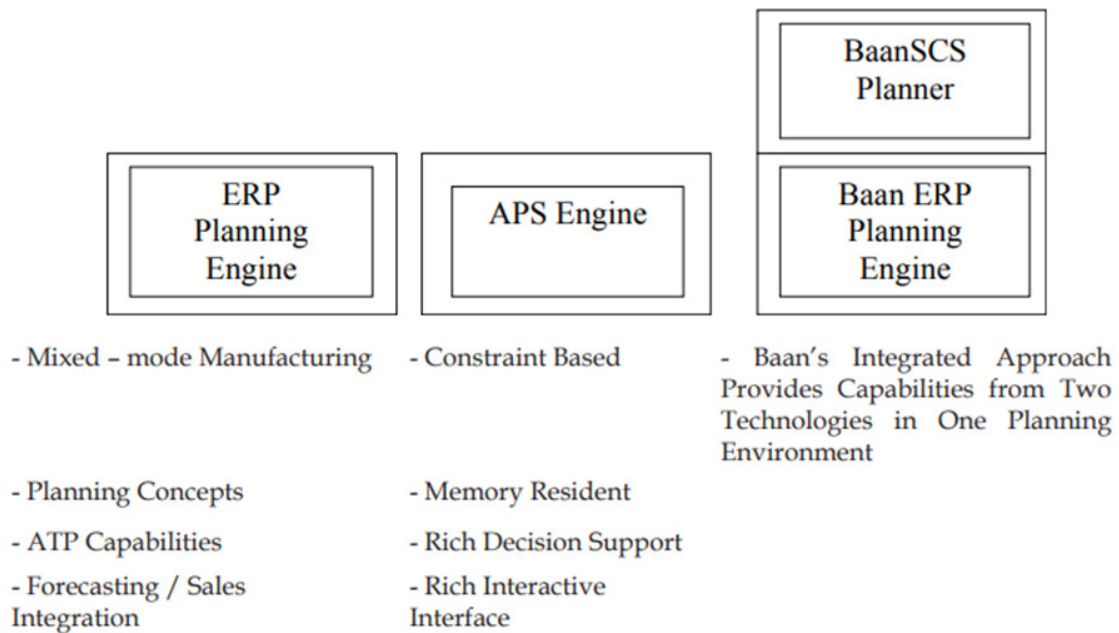 BaanSCS
Planner
ERP
Planning
Engine
APS Engine
Baan ERP
Planning
Engine
- Mixed – mode Manufacturing
- Constraint Based
- Baan’s Integrated Approach
Provides Capabilities from Two
Technologies in One Planning
Environment
- Planning Concepts
- Memory Resident
- ATP Capabilities
- Rich Decision Support
- Forecasting / Sales
Integration
- Rich Interactive
Interface